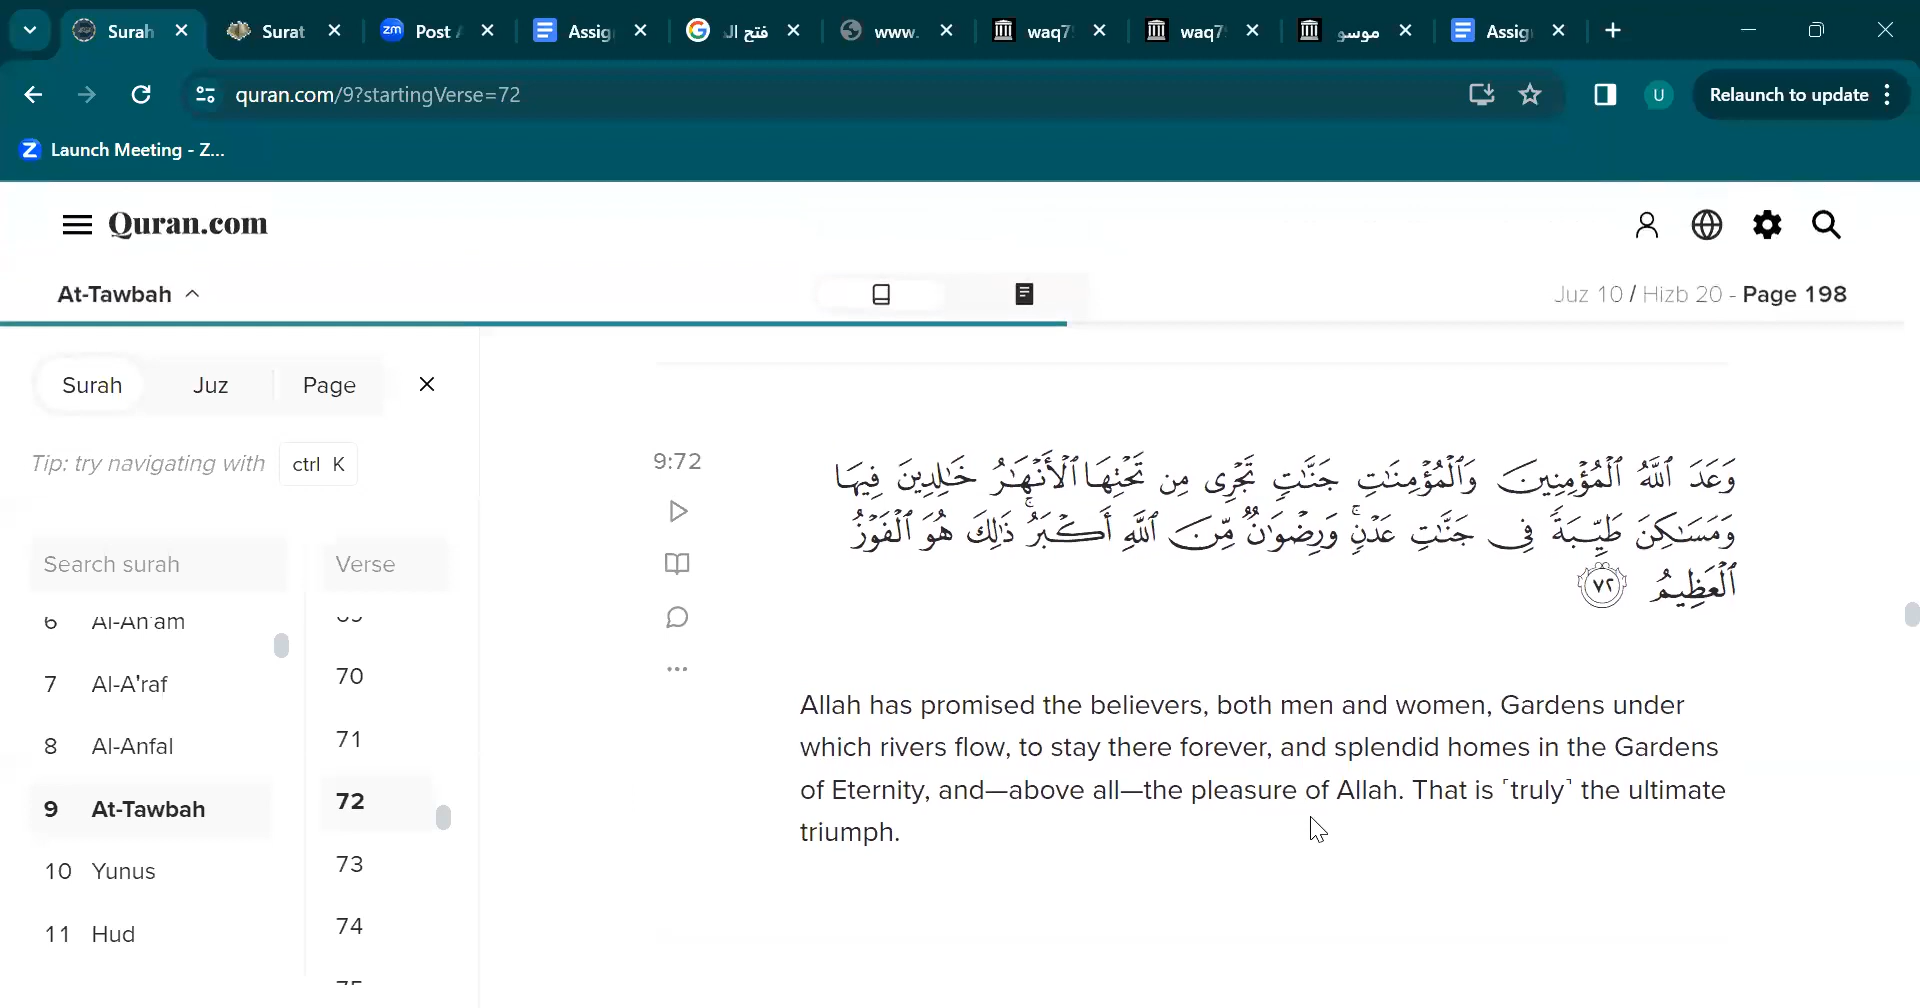 Surah
Surat
Post A
Assig
فتح ال
www.
waq7
waq7
موسو
Assig
quran.com/9?startingVerse=72
U
Relaunch to update
Launch Meeting - Z...
Quran.com
At-Tawbah
Juz 10 / Hizb 20 - Page 198
Surah Juz Page
Tip: try navigating with ctrl K
Search surah
Verse
6 Al-An'am
69
7 Al-A'raf
70
8 Al-Anfal
71
9 At-Tawbah
72
10 Yunus
73
11 Hud
74
75
9:72
وَعَدَ ٱللَّهُ ٱلْمُؤْمِنِينَ وَٱلْمُؤْمِنَـٰتِ جَنَّـٰتٍ تَجْرِى مِن تَحْتِهَا ٱلْأَنْهَـٰرُ خَـٰلِدِينَ فِيهَا
وَمَسَـٰكِنَ طَيِّبَةً فِى جَنَّـٰتِ عَدْنٍ ۚ وَرِضْوَٰنٌ مِّنَ ٱللَّهِ أَكْبَرُ ۚ ذَٰلِكَ هُوَ ٱلْفَوْزُ
ٱلْعَظِيمُ ٧٢
Allah has promised the believers, both men and women, Gardens under
which rivers flow, to stay there forever, and splendid homes in the Gardens
of Eternity, and—above all—the pleasure of Allah. That is ˹truly˺ the ultimate
triumph.